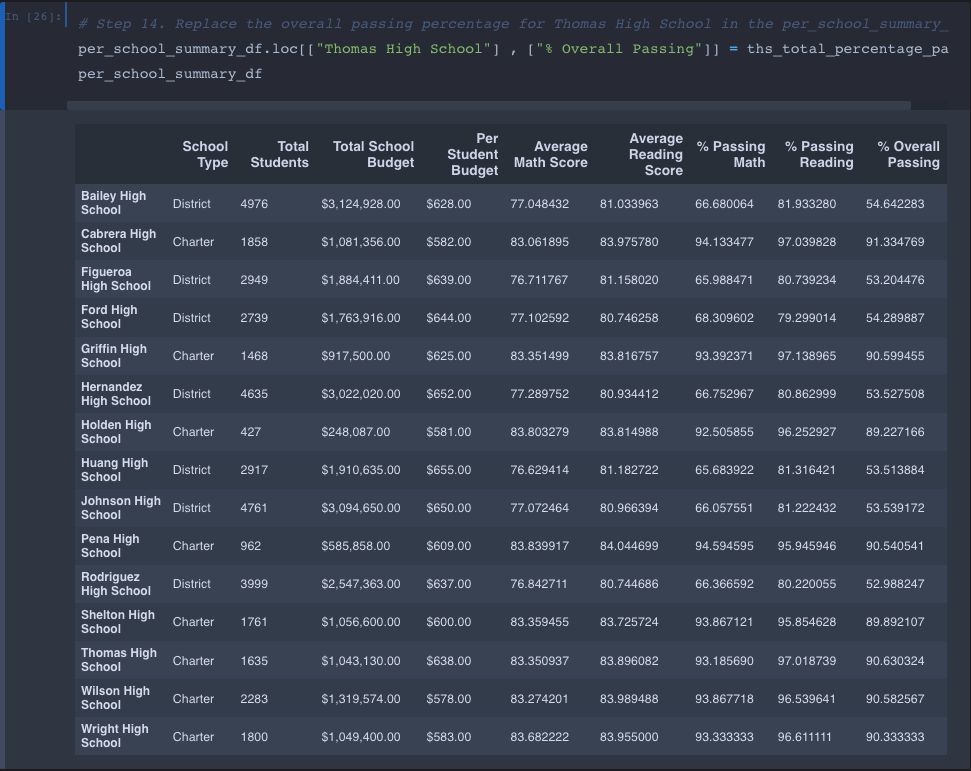 In [26]:
# Step 14. Replace the overall passing percentage for Thomas High School in the per_school_summary_
per_school_summary_df.loc[["Thomas High School"] , ["% Overall Passing"]] = ths_total_percentage_pa
per_school_summary_df
School Type Total Students Total School Budget Per Student Budget Average Math Score Average Reading Score % Passing Math % Passing Reading % Overall Passing
Bailey High School District 4976 $3,124,928.00 $628.00 77.048432 81.033963 66.680064 81.933280 54.642283
Cabrera High School Charter 1858 $1,081,356.00 $582.00 83.061895 83.975780 94.133477 97.039828 91.334769
Figueroa High School District 2949 $1,884,411.00 $639.00 76.711767 81.158020 65.988471 80.739234 53.204476
Ford High School District 2739 $1,763,916.00 $644.00 77.102592 80.746258 68.309602 79.299014 54.289887
Griffin High School Charter 1468 $917,500.00 $625.00 83.351499 83.816757 93.392371 97.138965 90.599455
Hernandez High School District 4635 $3,022,020.00 $652.00 77.289752 80.934412 66.752967 80.862999 53.527508
Holden High School Charter 427 $248,087.00 $581.00 83.803279 83.814988 92.505855 96.252927 89.227166
Huang High School District 2917 $1,910,635.00 $655.00 76.629414 81.182722 65.683922 81.316421 53.513884
Johnson High School District 4761 $3,094,650.00 $650.00 77.072464 80.966394 66.057551 81.222432 53.539172
Pena High School Charter 962 $585,858.00 $609.00 83.839917 84.044699 94.594595 95.945946 90.540541
Rodriguez High School District 3999 $2,547,363.00 $637.00 76.842711 80.744686 66.366592 80.220055 52.988247
Shelton High School Charter 1761 $1,056,600.00 $600.00 83.359455 83.725724 93.867121 95.854628 89.892107
Thomas High School Charter 1635 $1,043,130.00 $638.00 83.350937 83.896082 93.185690 97.018739 90.630324
Wilson High School Charter 2283 $1,319,574.00 $578.00 83.274201 83.989488 93.867718 96.539641 90.582567
Wright High School Charter 1800 $1,049,400.00 $583.00 83.682222 83.955000 93.333333 96.611111 90.333333